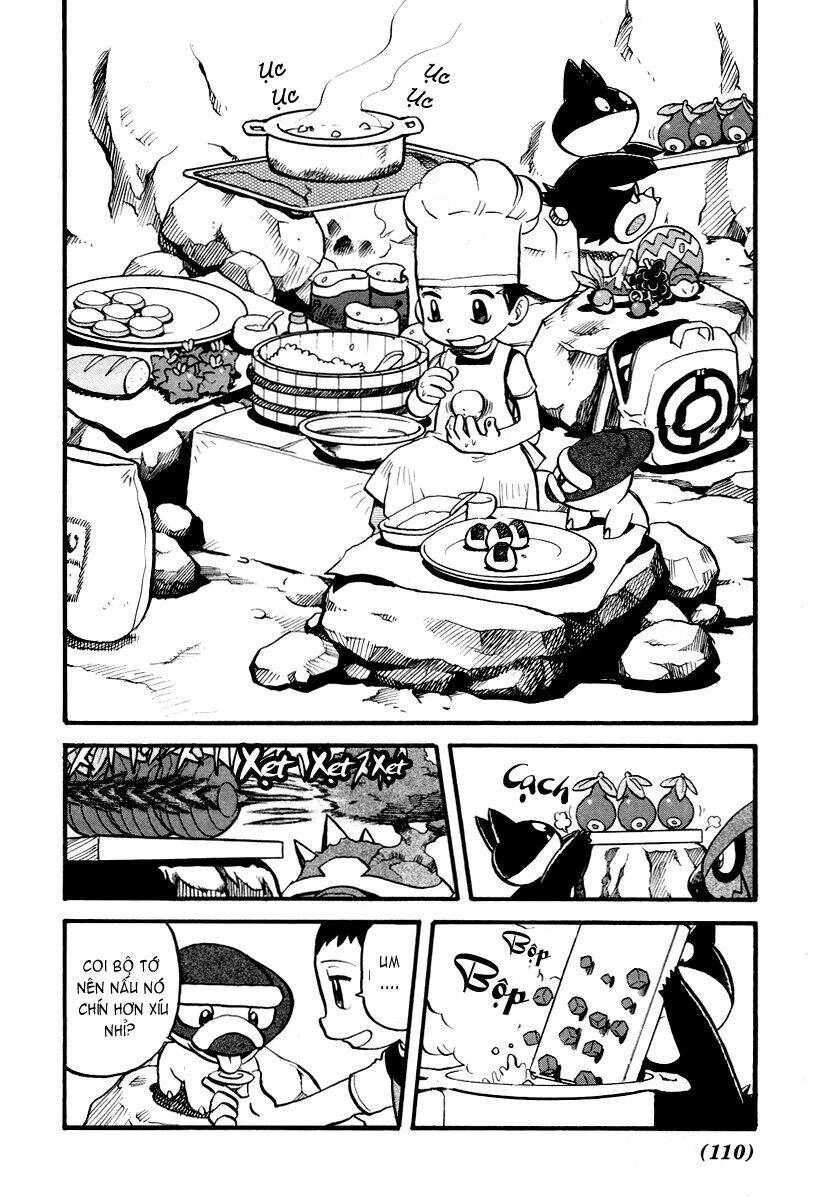 ỤC
ỤC
ỤC
ỤC
CẠCH
XẸT XẸT XẸT
BỘP
BỘP
UM
....
COI BỘ TỚ
NÊN NẤU NÓ
CHÍN HƠN XÍU
NHỈ?
(110)